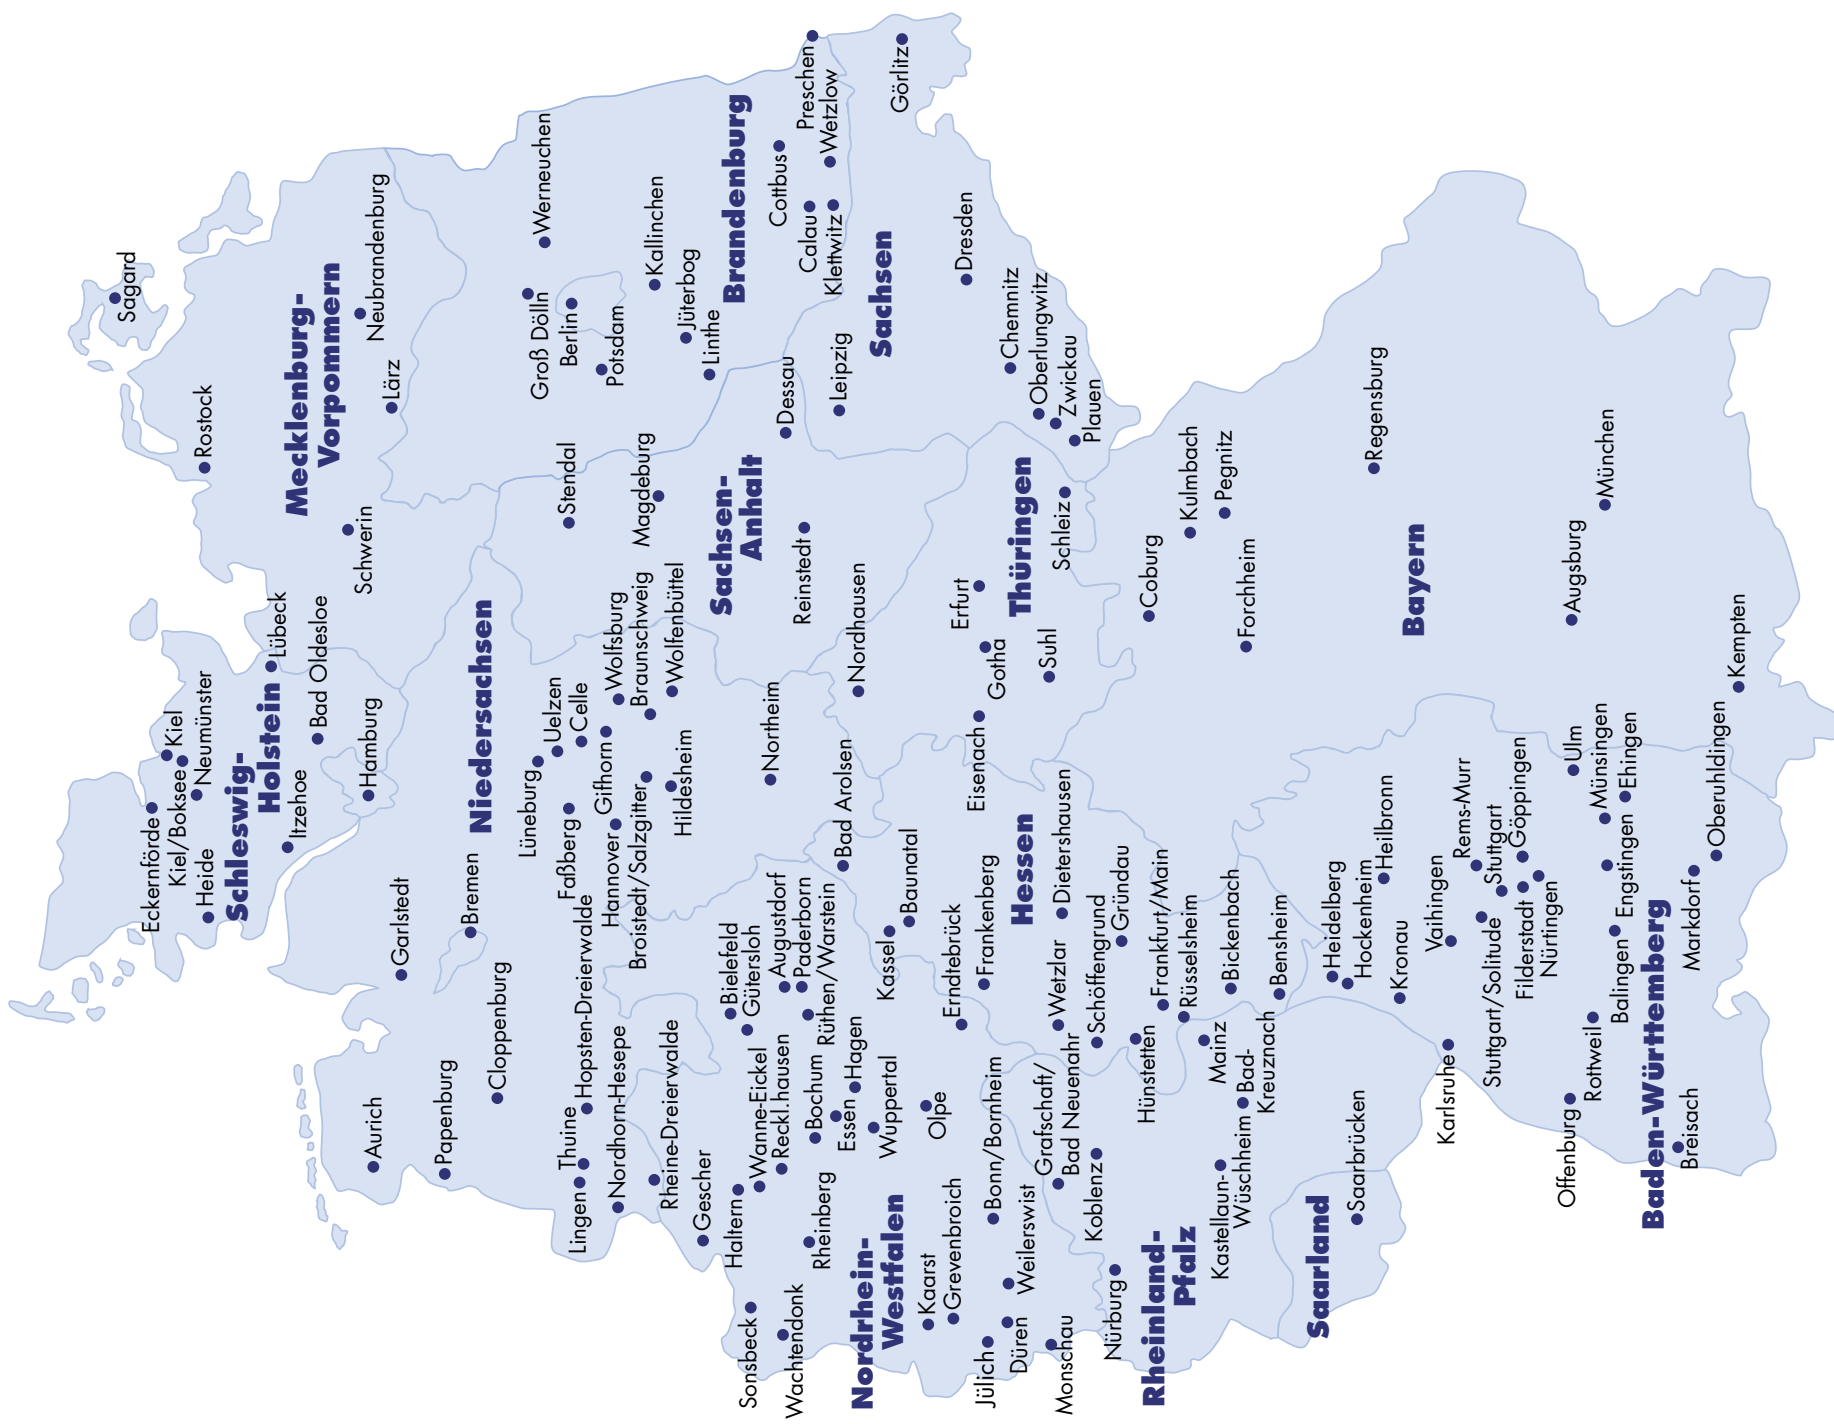 Sagard
Rostock
Mecklenburg-
Vorpommern
Neubrandenburg
Lärz
Schwerin
Eckernförde
Kiel
Kiel/Boksee
Neumünster
Heide
Schleswig-
Holstein
Lübeck
Bad Oldesloe
Itzehoe
Hamburg
Werneuchen
Groß Dölln
Berlin
Potsdam
Kallinchen
Jüterbog
Linthe
Brandenburg
Cottbus
Preschen
Wetzlow
Calau
Klettwitz
Görlitz
Sachsen
Dresden
Leipzig
Chemnitz
Oberlungwitz
Zwickau
Plauen
Stendal
Magdeburg
Sachsen-
Anhalt
Dessau
Reinstedt
Niedersachsen
Garlstedt
Bremen
Cloppenburg
Aurich
Papenburg
Lüneburg
Uelzen
Celle
Faßberg
Gifhorn
Wolfsburg
Braunschweig
Wolfenbüttel
Hannover
Broistedt/Salzgitter
Hildesheim
Northeim
Hopsten-Dreierwalde
Thuine
Lingen
Nordhorn-Hesepe
Rheine-Dreierwalde
Nordhausen
Erfurt
Thüringen
Gotha
Suhl
Schleiz
Eisenach
Gescher
Haltern
Bielefeld
Gütersloh
Augustdorf
Paderborn
Rüthen/Warstein
Wanne-Eickel
Reckl.hausen
Bochum
Essen
Hagen
Wuppertal
Olpe
Erndtebrück
Rheinberg
Sonsbeck
Wachtendonk
Nordrhein-
Westfalen
Kaarst
Grevenbroich
Bonn/Bornheim
Weilerswist
Jülich
Düren
Monschau
Bad Arolsen
Baunatal
Kassel
Frankenberg
Hessen
Dietershausen
Wetzlar
Schöffengrund
Gründau
Frankfurt/Main
Rüsselsheim
Bickenbach
Bensheim
Hünstetten
Grafschaft/
Bad Neuenahr
Koblenz
Nürburg
Rheinland-
Pfalz
Mainz
Bad-
Kreuznach
Kastellaun-
Wüschheim
Saarland
Saarbrücken
Bayern
Coburg
Kulmbach
Pegnitz
Forchheim
Regensburg
München
Augsburg
Kempten
Baden-Württemberg
Heidelberg
Hockenheim
Heilbronn
Kronau
Karlsruhe
Vaihingen
Rems-Murr
Stuttgart
Göppingen
Stuttgart/Solitude
Filderstadt
Nürtingen
Ulm
Münsingen
Ehingen
Engstingen
Balingen
Rottweil
Offenburg
Breisach
Markdorf
Oberuhldingen